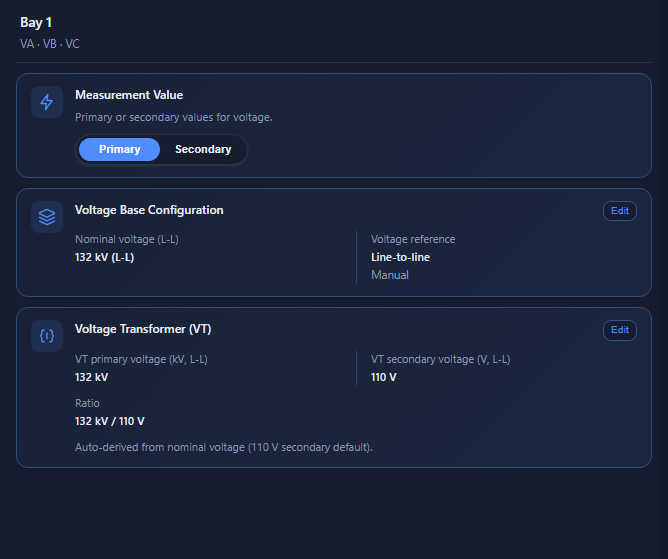 Bay 1
VA · VB · VC
Measurement Value
Primary or secondary values for voltage.
Primary Secondary
Voltage Base Configuration
Edit
Nominal voltage (L-L)
132 kV (L-L)
Voltage reference
Line-to-line
Manual
Voltage Transformer (VT)
Edit
VT primary voltage (kV, L-L)
132 kV
VT secondary voltage (V, L-L)
110 V
Ratio
132 kV / 110 V
Auto-derived from nominal voltage (110 V secondary default).